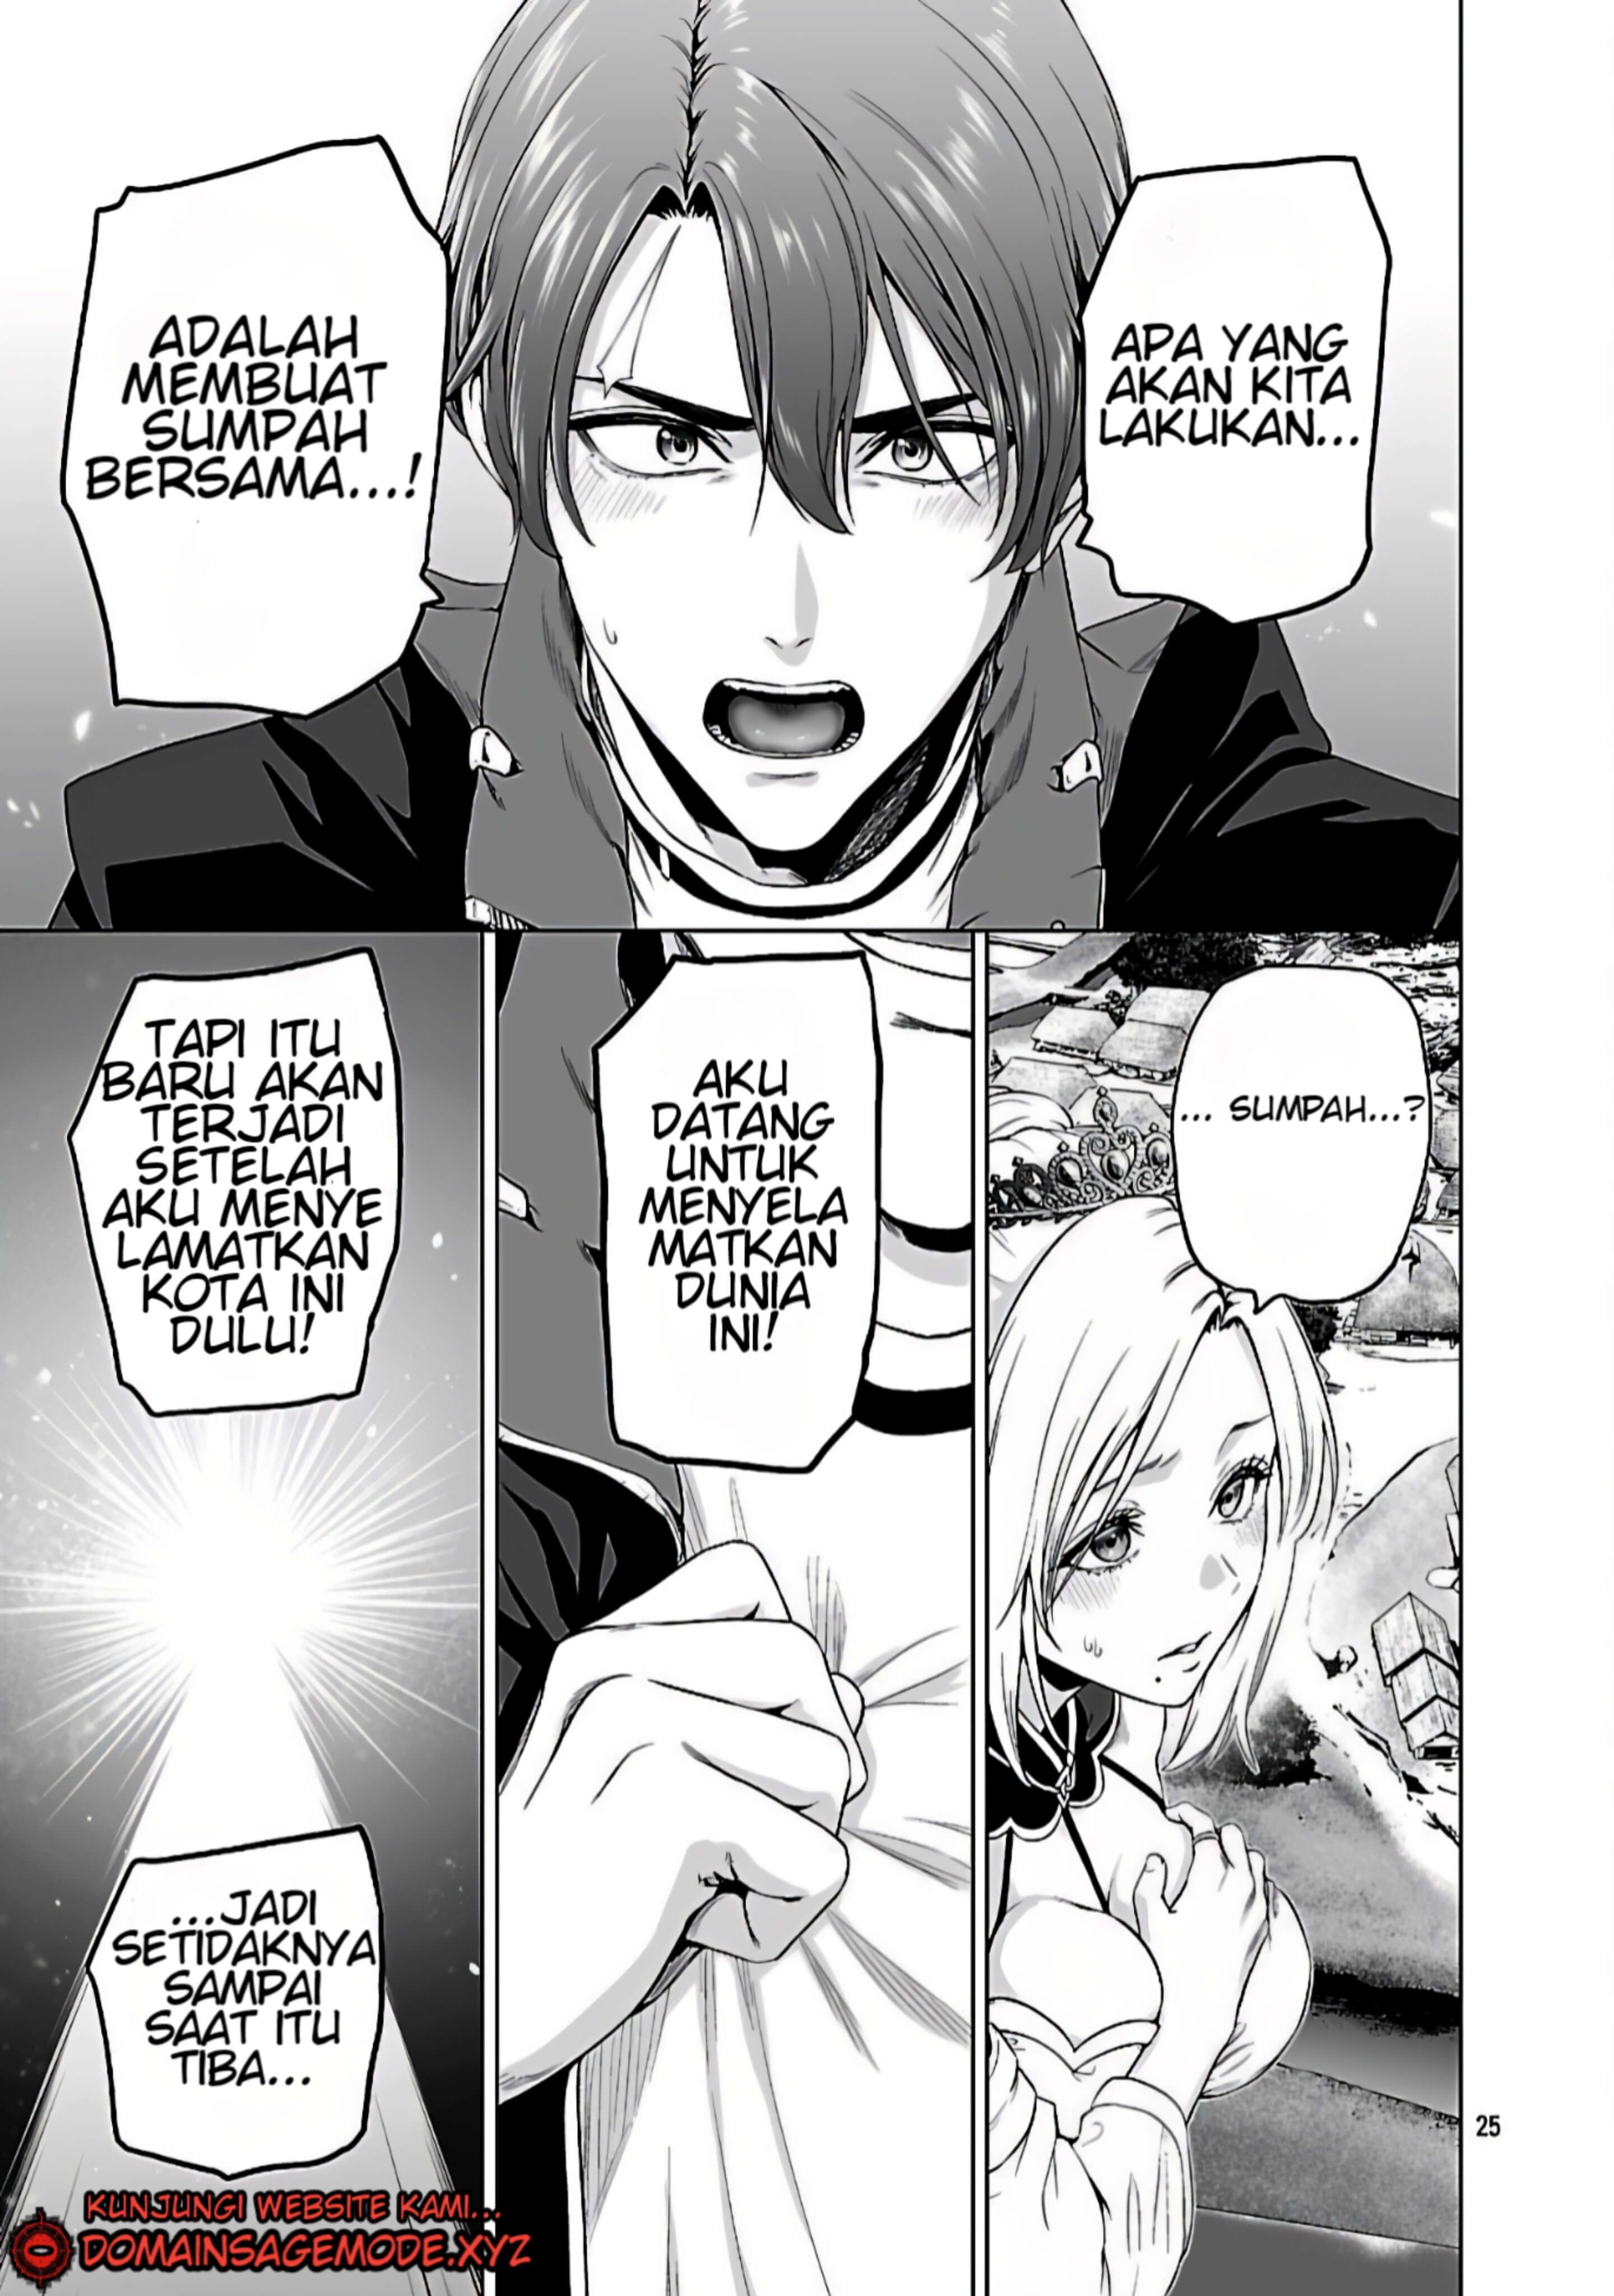 APA YANG
AKAN KITA
LAKUKAN...
ADALAH
MEMBUAT
SUMPAH
BERSAMA...!
... SUMPAH...?
AKU
DATANG
UNTUK
MENYELA
MATKAN
DUNIA
INI!
TAPI ITU
BARU AKAN
TERJADI
SETELAH
AKU MENYE
LAMATKAN
KOTA INI
DULU!
...JADI
SETIDAKNYA
SAMPAI
SAAT ITU
TIBA...
25
KUNJUNGI WEBSITE KAMI...
DOMAINSAGEMODE.XYZ